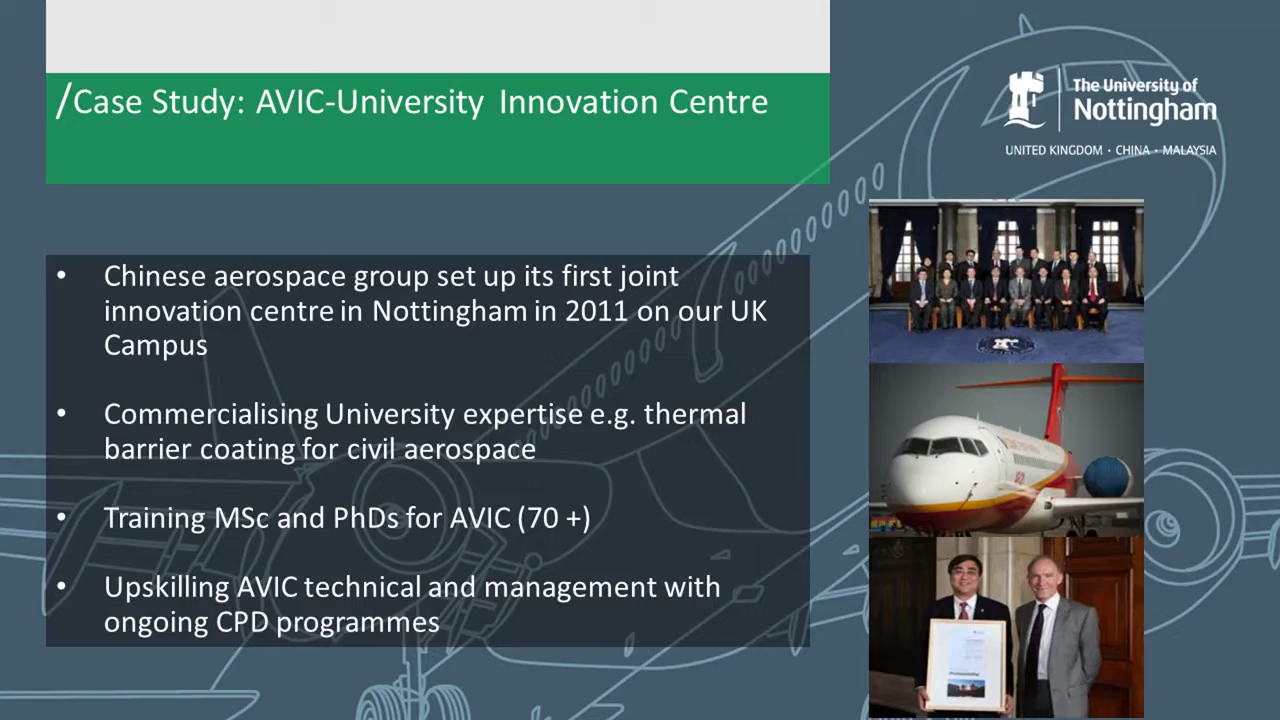 /Case Study: AVIC-University Innovation Centre
The University of
Nottingham
UNITED KINGDOM · CHINA · MALAYSIA
• Chinese aerospace group set up its first joint
innovation centre in Nottingham in 2011 on our UK
Campus
• Commercialising University expertise e.g. thermal
barrier coating for civil aerospace
• Training MSc and PhDs for AVIC (70 +)
• Upskilling AVIC technical and management with
ongoing CPD programmes